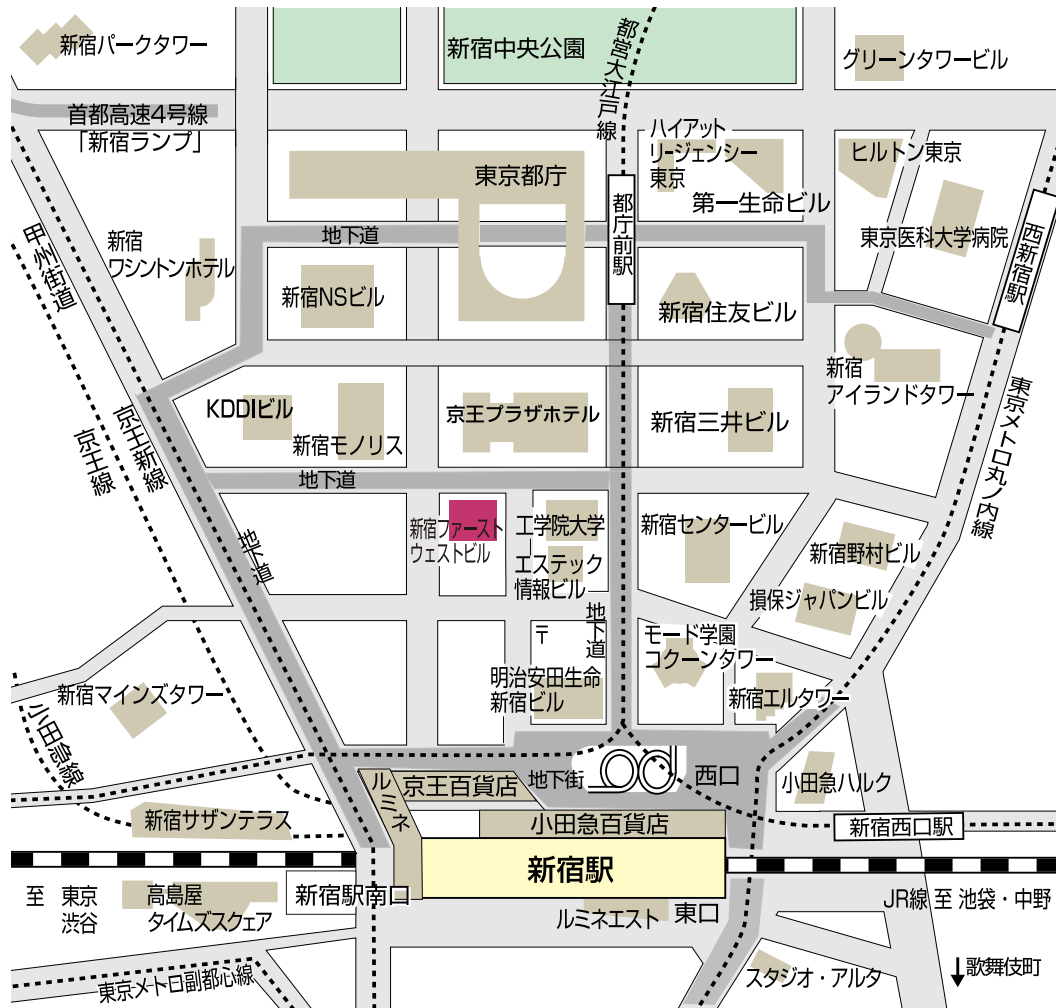 新宿パークタワー
新宿中央公園
都営大江戸線
グリーンタワービル
首都高速4号線
「新宿ランプ」
ハイアット
リージェンシー
東京
第一生命ビル
ヒルトン東京
東京都庁
都庁前駅
東京医科大学病院
西新宿駅
甲州街道
新宿
ワシントンホテル
地下道
新宿NSビル
新宿住友ビル
新宿
アイランドタワー
東京メトロ丸ノ内線
KDDIビル
新宿モノリス
京王プラザホテル
新宿三井ビル
京王新線
京王線
地下道
地下道
新宿ファースト
ウェストビル
工学院大学
エステック
情報ビル
新宿センタービル
新宿野村ビル
損保ジャパンビル
地下道
〒
モード学園
コクーンタワー
明治安田生命
新宿ビル
新宿エルタワー
新宿マインズタワー
小田急線
ルミネ
京王百貨店
地下街
西口
小田急ハルク
新宿サザンテラス
小田急百貨店
新宿西口駅
新宿駅
至 東京
渋谷
高島屋
タイムズスクェア
新宿駅南口
ルミネエスト
東口
JR線 至 池袋・中野
東京メトロ副都心線
スタジオ・アルタ
↓歌舞伎町